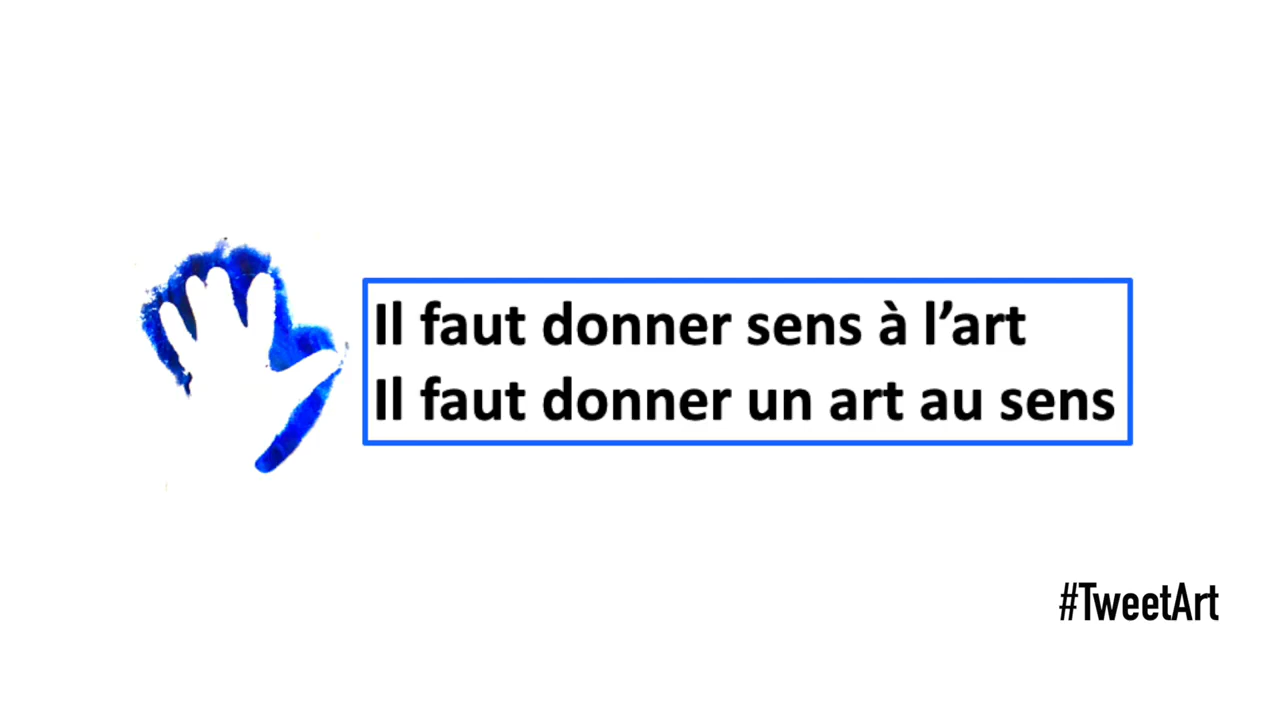 Il faut donner sens à l’art
Il faut donner un art au sens
#TweetArt